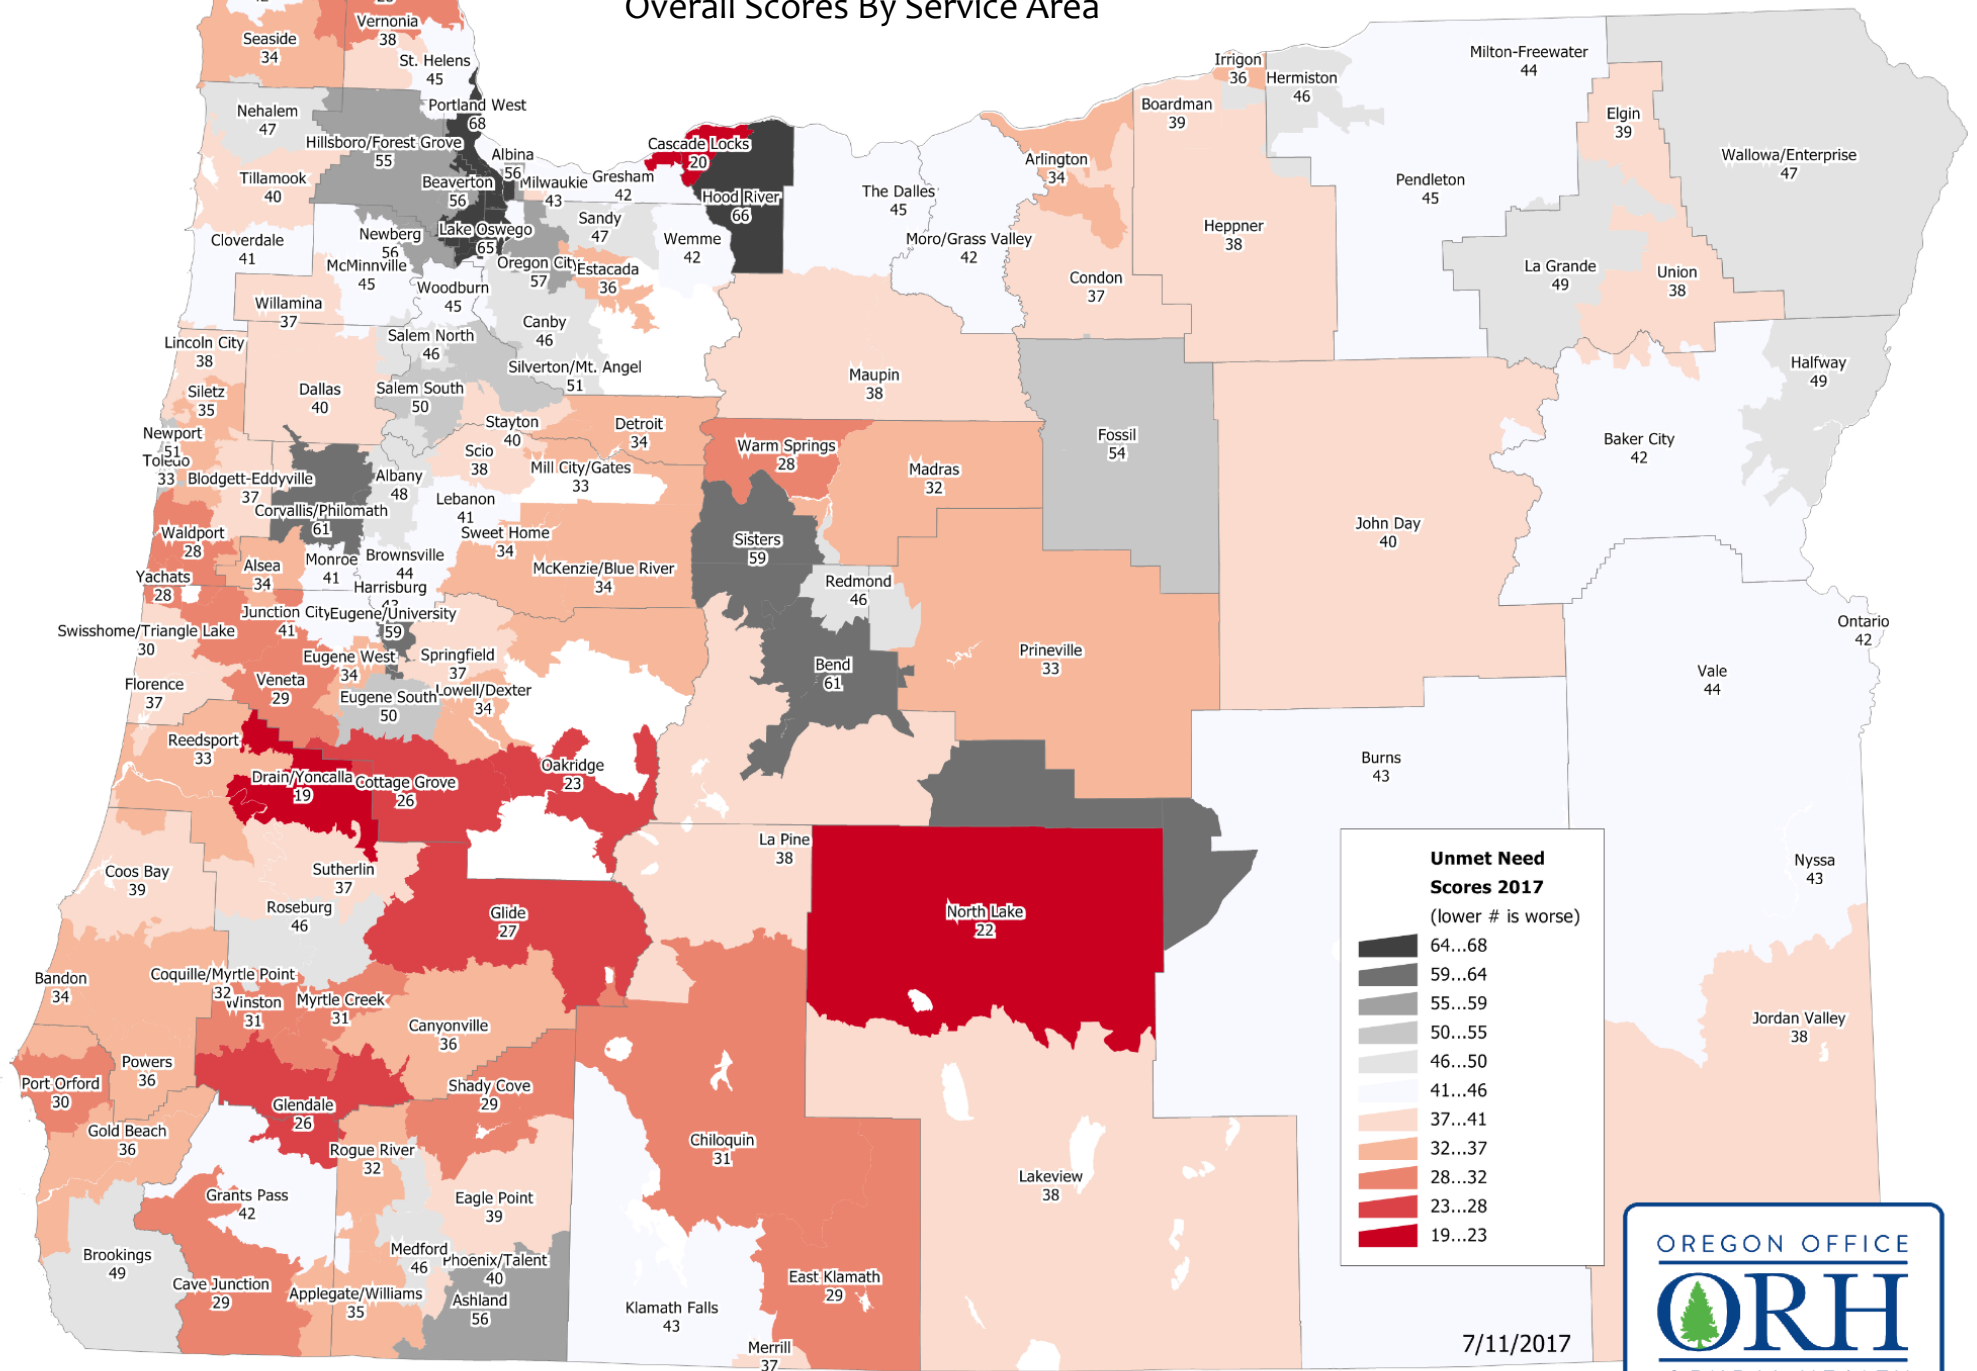 Overall Scores By Service Area
Vernonia
38
Seaside
34
St. Helens
45
Nehalem
47
Portland West
68
Hillsboro/Forest Grove
55
Albina
56
Tillamook
40
Beaverton
56
Milwaukie
43
Gresham
42
Cascade Locks
20
Hood River
66
The Dalles
45
Moro/Grass Valley
42
Arlington
34
Boardman
39
Irrigon
36
Hermiston
46
Milton-Freewater
44
Elgin
39
Wallowa/Enterprise
47
Pendleton
45
Heppner
38
Condon
37
La Grande
49
Union
38
Cloverdale
41
Newberg
56
Lake Oswego
65
Sandy
47
Wemme
42
McMinnville
45
Oregon City
57
Estacada
36
Woodburn
45
Willamina
37
Canby
46
Lincoln City
38
Salem North
46
Silverton/Mt. Angel
51
Siletz
35
Dallas
40
Salem South
50
Maupin
38
Halfway
49
Newport
51
Toledo
33
Stayton
40
Detroit
34
Warm Springs
28
Madras
32
Fossil
54
Baker City
42
Scio
38
Mill City/Gates
33
Blodgett-Eddyville
37
Albany
48
Lebanon
41
Corvallis/Philomath
61
Waldport
28
Sweet Home
34
Sisters
59
John Day
40
Alsea
34
Monroe
41
Brownsville
44
McKenzie/Blue River
34
Yachats
28
Harrisburg
Redmond
46
Junction City
41
Eugene/University
59
Swisshome/Triangle Lake
30
Ontario
42
Eugene West
34
Springfield
37
Bend
61
Prineville
33
Vale
44
Florence
37
Veneta
29
Eugene South
50
Lowell/Dexter
34
Reedsport
33
Drain/Yoncalla
19
Cottage Grove
26
Oakridge
23
Burns
43
La Pine
38
Coos Bay
39
Sutherlin
37
Nyssa
43
Roseburg
46
Glide
27
North Lake
22
Bandon
34
Coquille/Myrtle Point
32
Winston
31
Myrtle Creek
31
Canyonville
36
Jordan Valley
38
Powers
36
Port Orford
30
Shady Cove
29
Glendale
26
Gold Beach
36
Rogue River
32
Chiloquin
31
Lakeview
38
Grants Pass
42
Eagle Point
39
Brookings
49
Medford
46
Phoenix/Talent
40
Cave Junction
29
Applegate/Williams
35
Ashland
56
Klamath Falls
43
East Klamath
29
Merrill
37
Unmet Need
Scores 2017
(lower # is worse)
64...68
59...64
55...59
50...55
46...50
41...46
37...41
32...37
28...32
23...28
19...23
7/11/2017
OREGON OFFICE
ORH